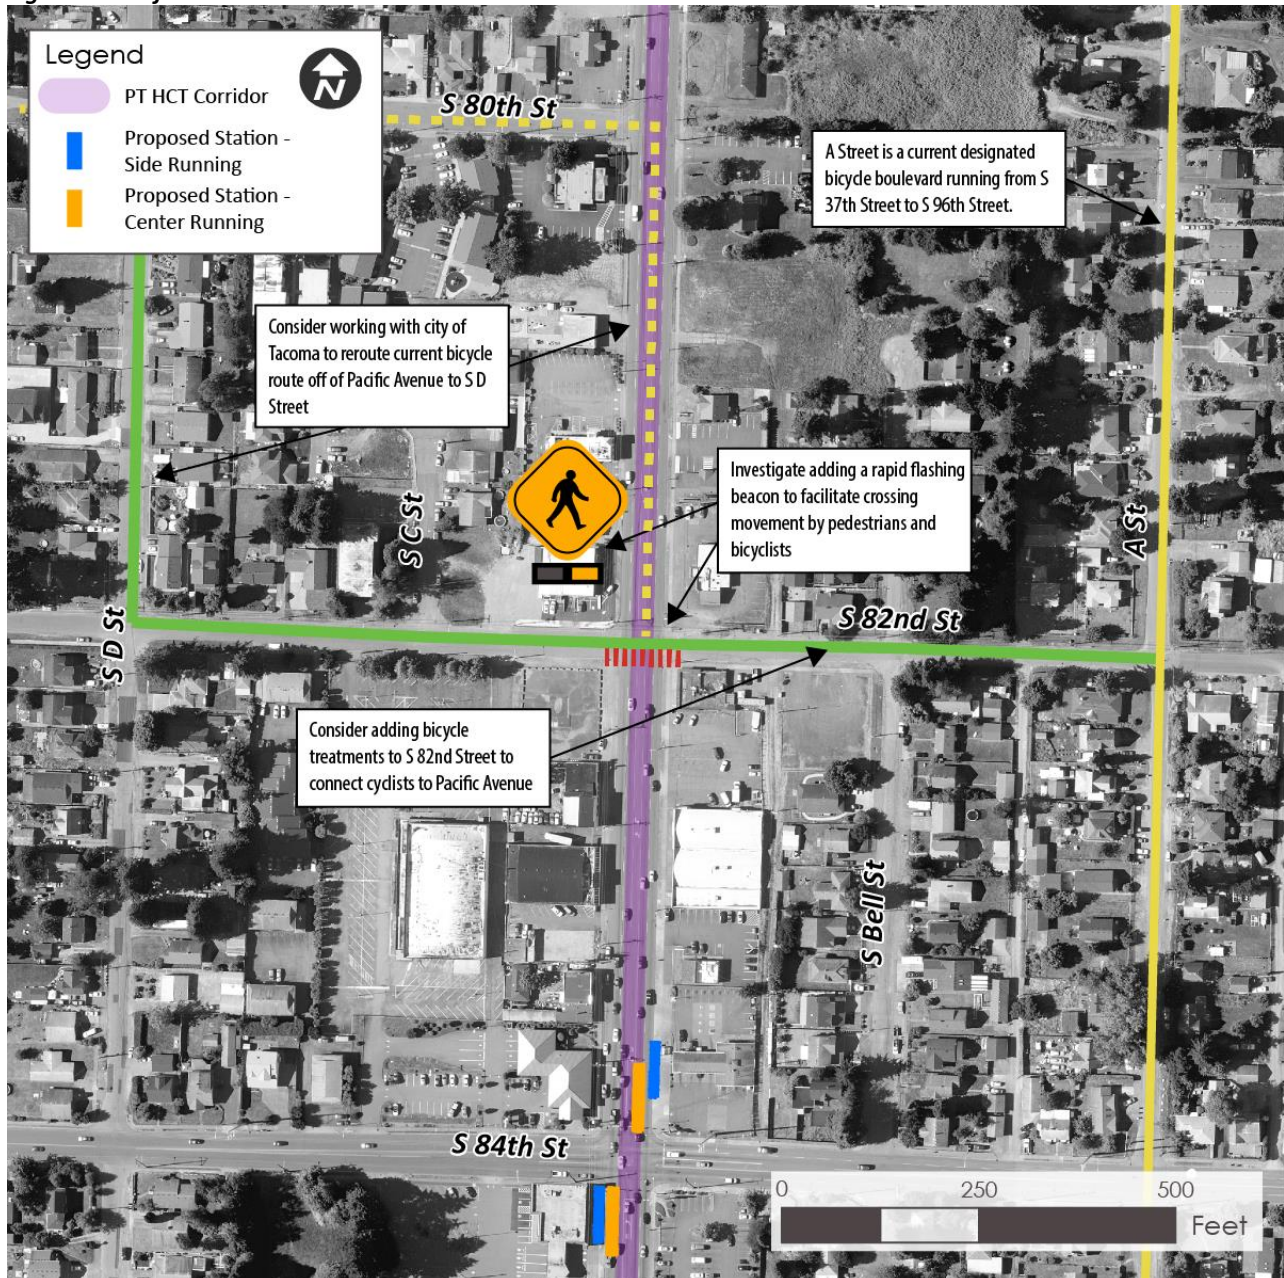 Legend
N
PT HCT Corridor
Proposed Station -
Side Running
Proposed Station -
Center Running
S 80th St
A Street is a current designated
bicycle boulevard running from S
37th Street to S 96th Street.
Consider working with city of
Tacoma to reroute current bicycle
route off of Pacific Avenue to S D
Street
Investigate adding a rapid flashing
beacon to facilitate crossing
movement by pedestrians and
bicyclists
S C St
A St
S D St
S 82nd St
Consider adding bicycle
treatments to S 82nd Street to
connect cyclists to Pacific Avenue
S Bell St
S 84th St
0 250 500
Feet